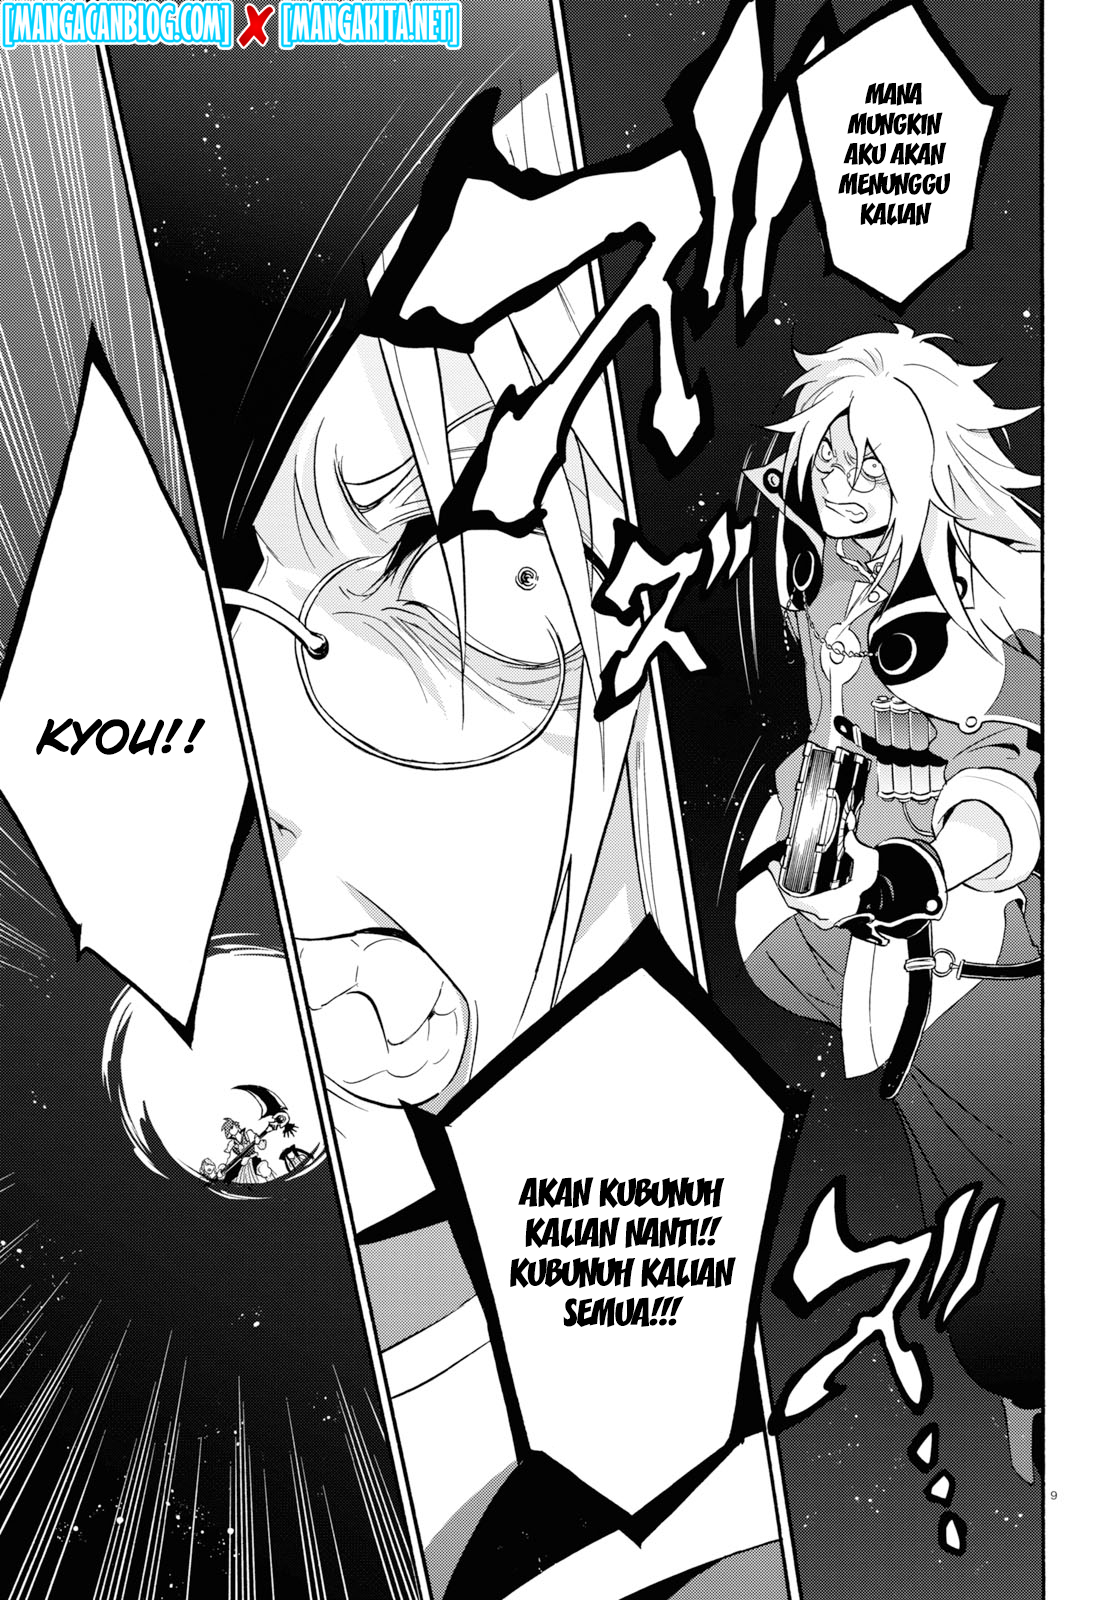 [MANGACANBLOG.COM] X [MANGAKITA.NET]
MANA
MUNGKIN
AKU AKAN
MENUNGGU
KALIAN
AKAN KUBUNUH
KALIAN NANTI!!
KUBUNUH KALIAN
SEMUA!!!
KYOU!!
9